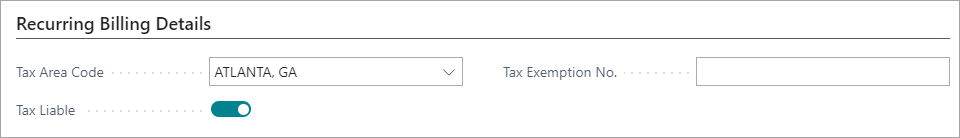 Recurring Billing Details
Tax Area Code ATLANTA, GA Tax Exemption No.
Tax Liable